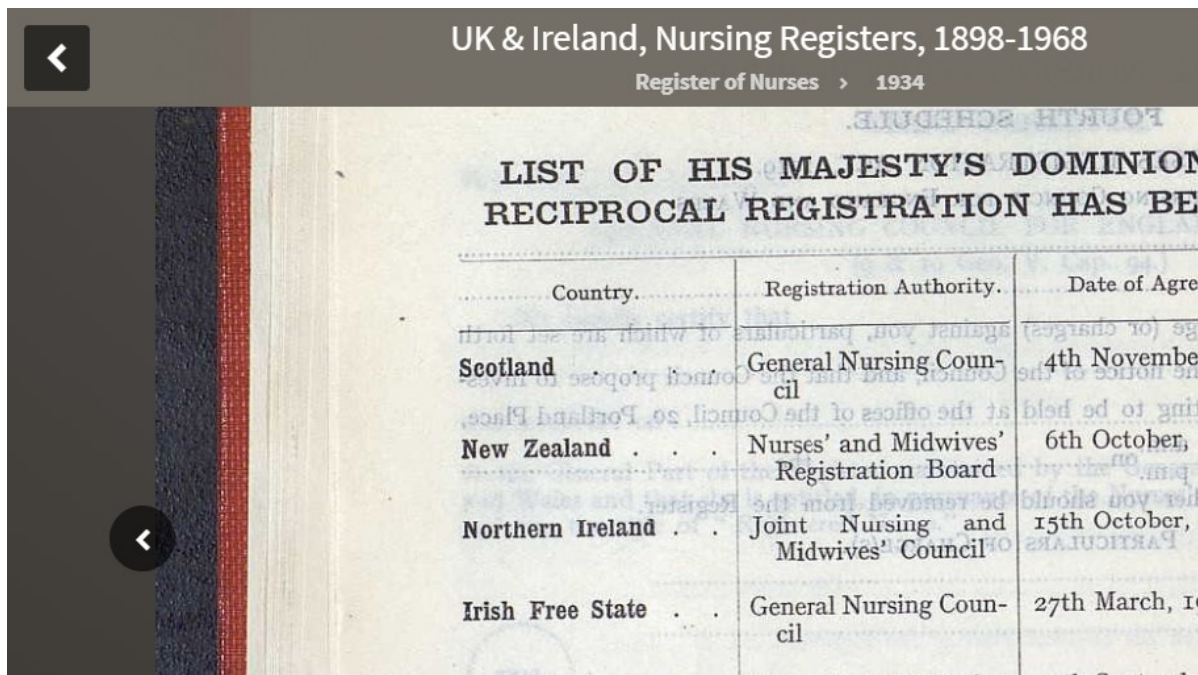 UK & Ireland, Nursing Registers, 1898-1968
Register of Nurses › 1934
LIST OF HIS MAJESTY'S DOMINION
RECIPROCAL REGISTRATION HAS BE
Country. Registration Authority. Date of Agre
Scotland . . . . General Nursing Coun- 4th Novembe
cil
New Zealand . . . Nurses' and Midwives' 6th October,
Registration Board
Northern Ireland . . Joint Nursing and 15th October,
Midwives' Council
Irish Free State . . General Nursing Coun- 27th March, 19
cil